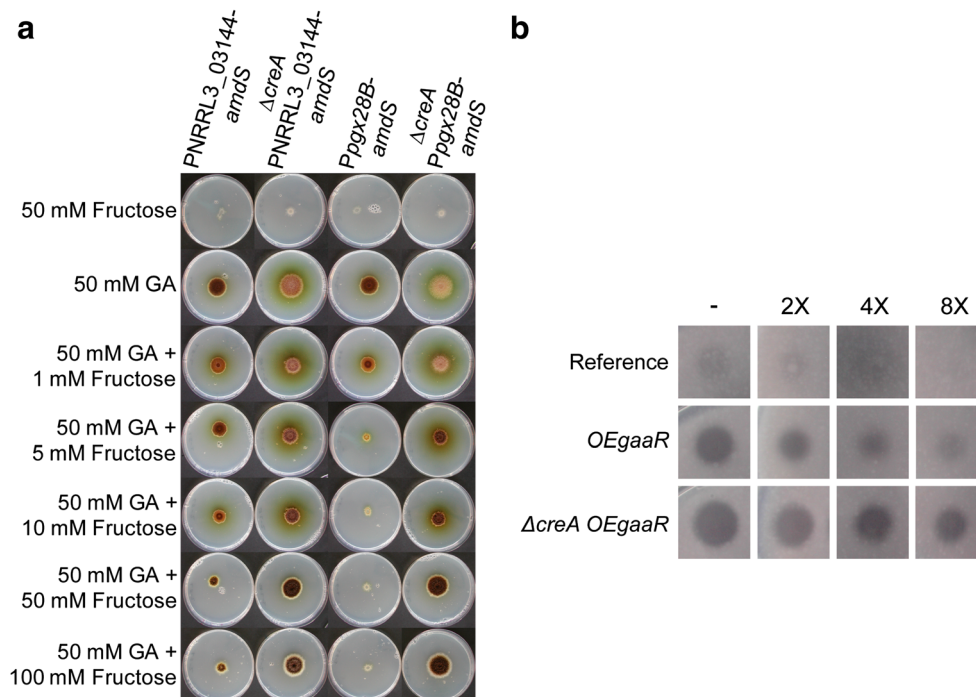 a
PNRRL3_03144-
amdS
ΔcreA
PNRRL3_03144-
amdS
Ppgx28B-
amdS
ΔcreA
Ppgx28B-
amdS
50 mM Fructose
50 mM GA
50 mM GA +
1 mM Fructose
50 mM GA +
5 mM Fructose
50 mM GA +
10 mM Fructose
50 mM GA +
50 mM Fructose
50 mM GA +
100 mM Fructose
b
- 2X 4X 8X
Reference
OEgaaR
ΔcreA OEgaaR